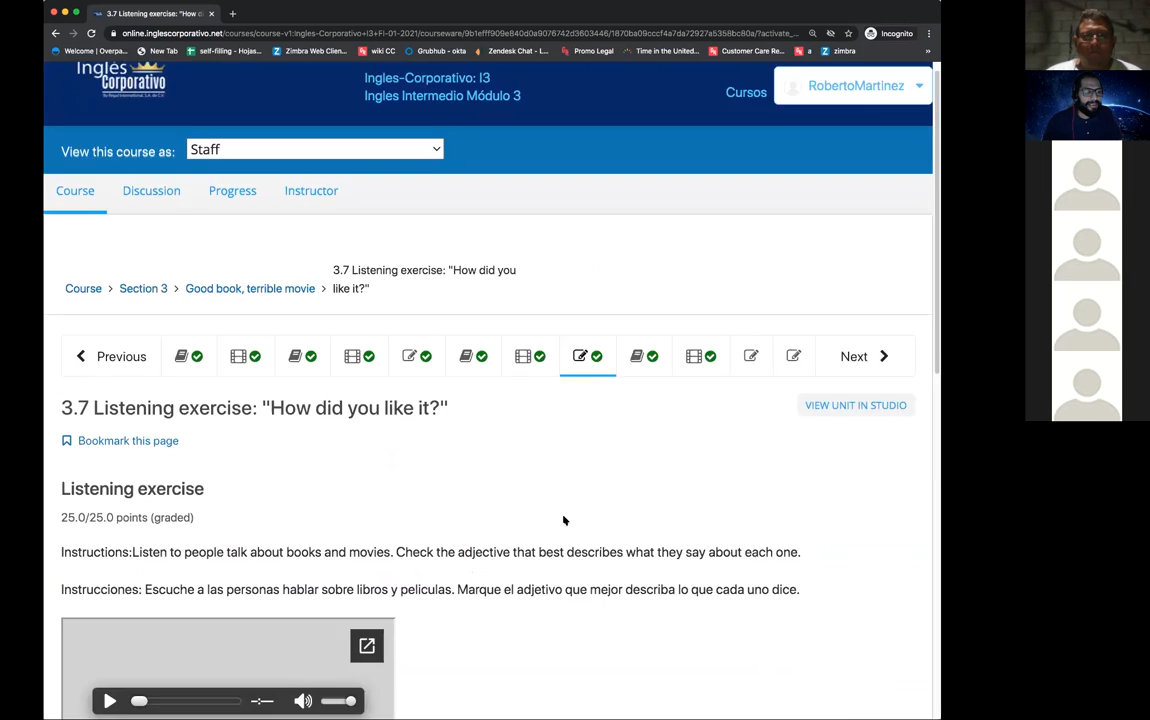 3.7 Listening exercise: "How di
online.inglescorporativo.net/courses/course-v1:Ingles-Corporativo+I3+FI-01-2021/courseware/9b1efff909e840d0a9076742d3603446/1870ba09cccf4a7da72927a5358bc80a/?activate_
Incognito
Welcome | Overpa...
New Tab
self-filling - Hojas...
Zimbra Web Clien...
wiki CC
Grubhub - okta
Zendesk Chat - L...
Promo Legal
Time in the United...
Customer Care Re...
a
zimbra
»
Inglés
Corporativo
Ingles-Corporativo: I3
Ingles Intermedio Módulo 3
Cursos
RobertoMartinez
View this course as:
Staff
Course
Discussion
Progress
Instructor
Course > Section 3 > Good book, terrible movie > 3.7 Listening exercise: "How did you
like it?"
Previous
Next
3.7 Listening exercise: "How did you like it?"
VIEW UNIT IN STUDIO
Bookmark this page
Listening exercise
25.0/25.0 points (graded)
Instructions:Listen to people talk about books and movies. Check the adjective that best describes what they say about each one.
Instrucciones: Escuche a las personas hablar sobre libros y peliculas. Marque el adjetivo que mejor describa lo que cada uno dice.
-:--